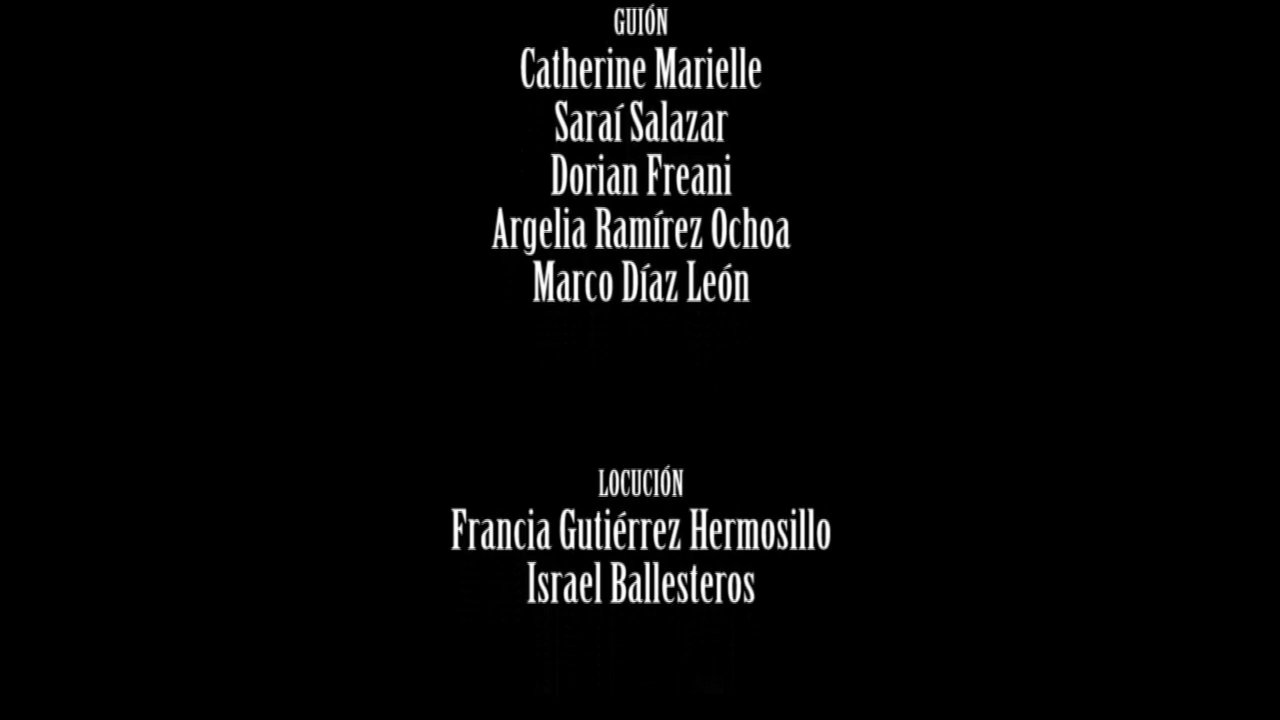 GUIÓN
Catherine Marielle
Saraí Salazar
Dorian Freani
Argelia Ramírez Ochoa
Marco Díaz León
LOCUCIÓN
Francia Gutiérrez Hermosillo
Israel Ballesteros